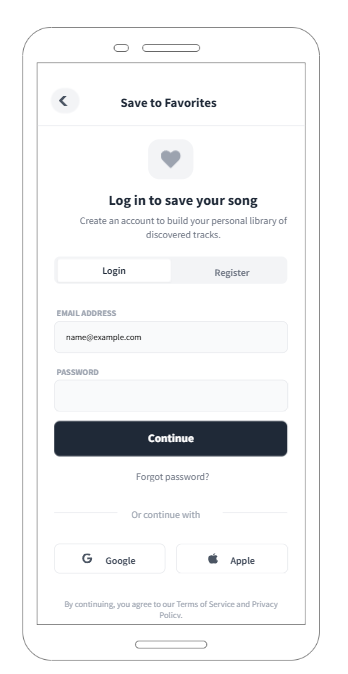 Save to Favorites
Log in to save your song
Create an account to build your personal library of
discovered tracks.
Login
Register
EMAIL ADDRESS
name@example.com
PASSWORD
Continue
Forgot password?
Or continue with
G Google
Apple
By continuing, you agree to our Terms of Service and Privacy
Policy.